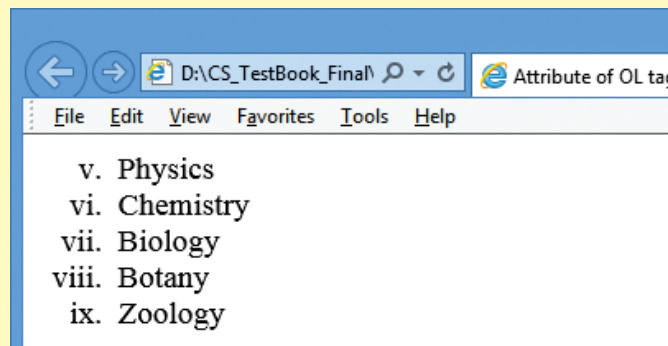 D:\CS_TestBook_Final\ Attribute of OL tag
File Edit View Favorites Tools Help
v. Physics
vi. Chemistry
vii. Biology
viii. Botany
ix. Zoology